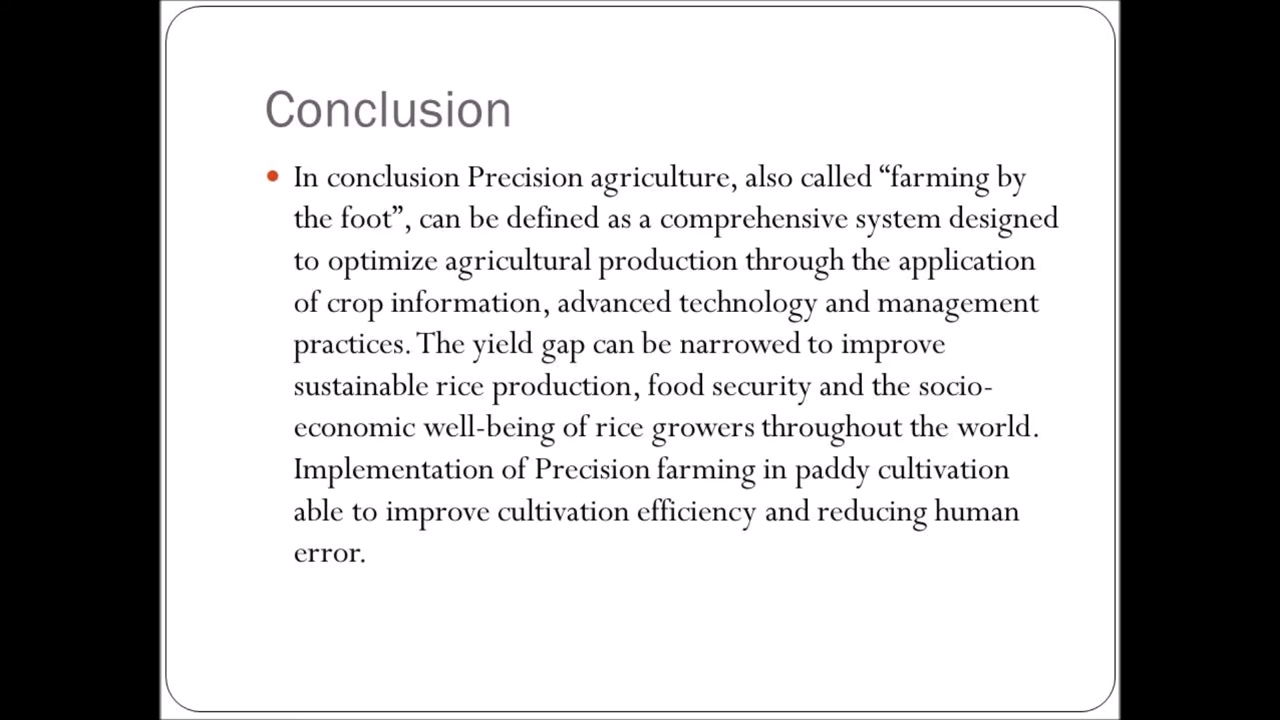 Conclusion
In conclusion Precision agriculture, also called “farming by
the foot”, can be defined as a comprehensive system designed
to optimize agricultural production through the application
of crop information, advanced technology and management
practices. The yield gap can be narrowed to improve
sustainable rice production, food security and the socio-
economic well-being of rice growers throughout the world.
Implementation of Precision farming in paddy cultivation
able to improve cultivation efficiency and reducing human
error.